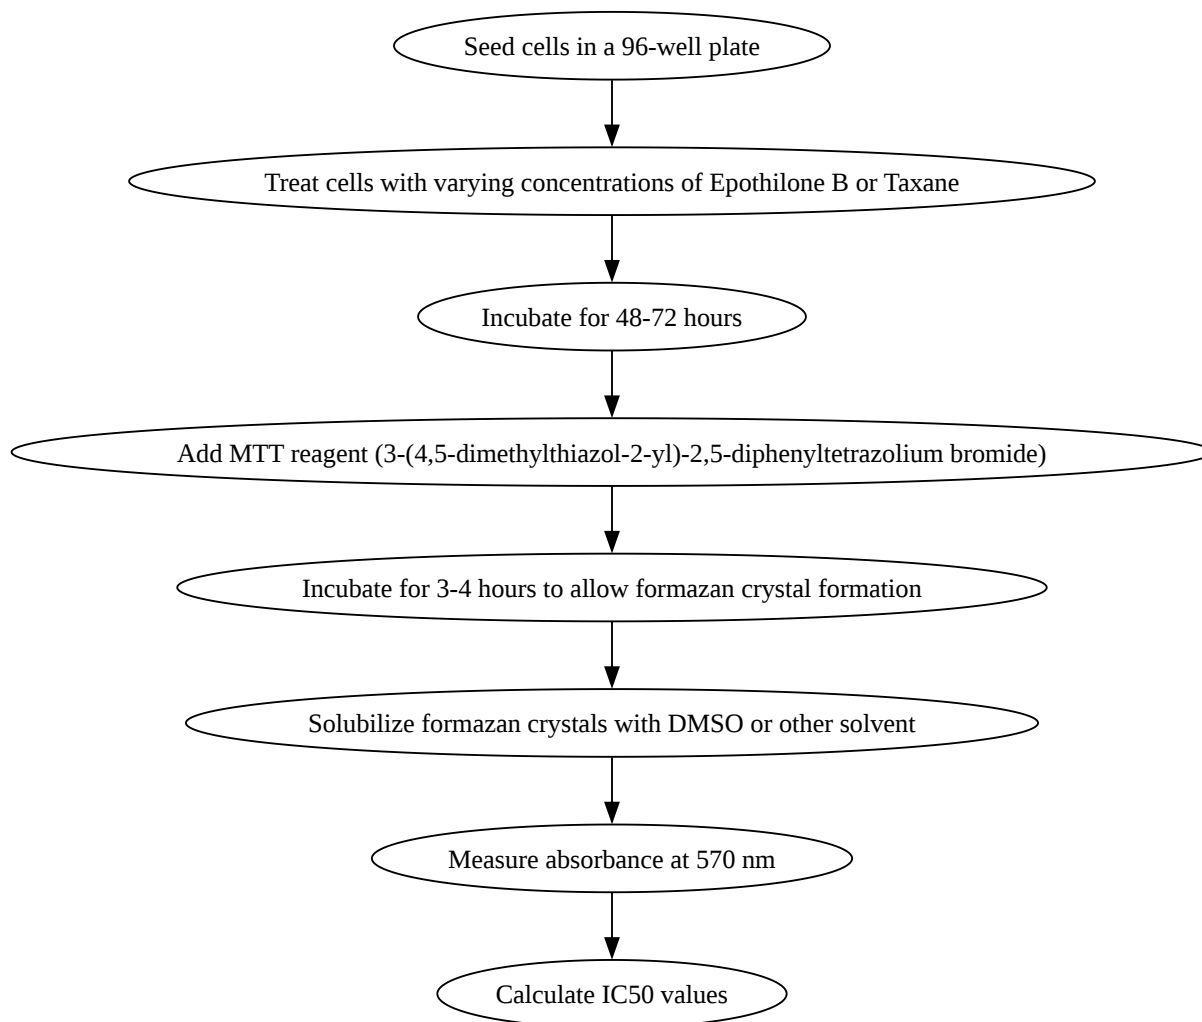 Seed cells in a 96-well plate
Treat cells with varying concentrations of Epothilone B or Taxane
Incubate for 48-72 hours
Add MTT reagent (3-(4,5-dimethylthiazol-2-yl)-2,5-diphenyltetrazolium bromide)
Incubate for 3-4 hours to allow formazan crystal formation
Solubilize formazan crystals with DMSO or other solvent
Measure absorbance at 570 nm
Calculate IC50 values